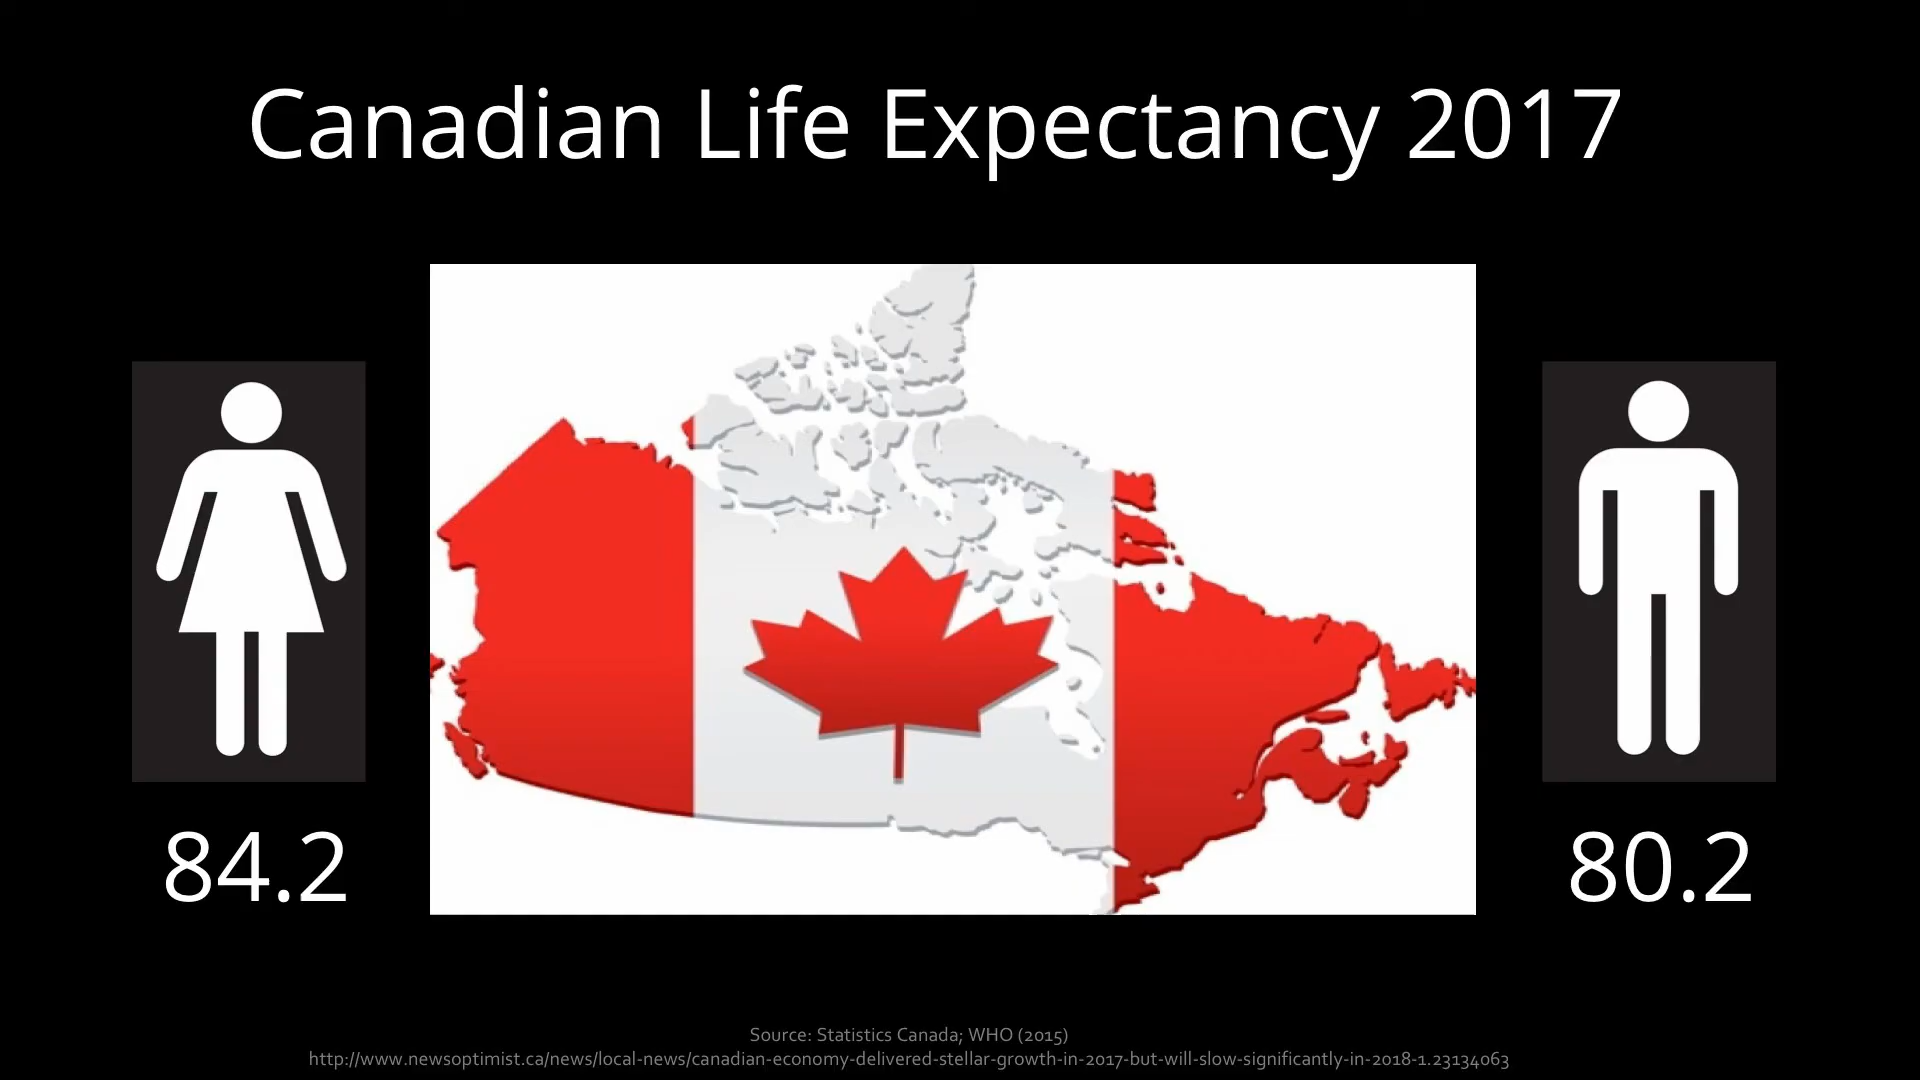 Canadian Life Expectancy 2017
84.2
80.2
Source: Statistics Canada; WHO (2015)
http://www.newsoptimist.ca/news/local-news/canadian-economy-delivered-stellar-growth-in-2017-but-will-slow-significantly-in-2018-1.23134063